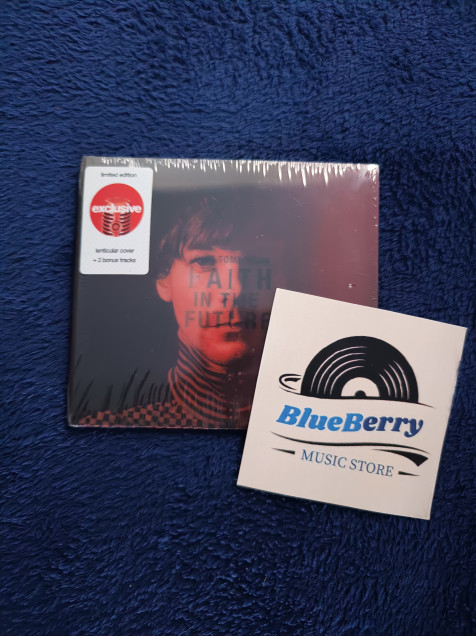 limited edition
exclusive
lenticular cover
+ 2 bonus tracks
FAITH
IN THE
FUTURE
BlueBerry
MUSIC STORE